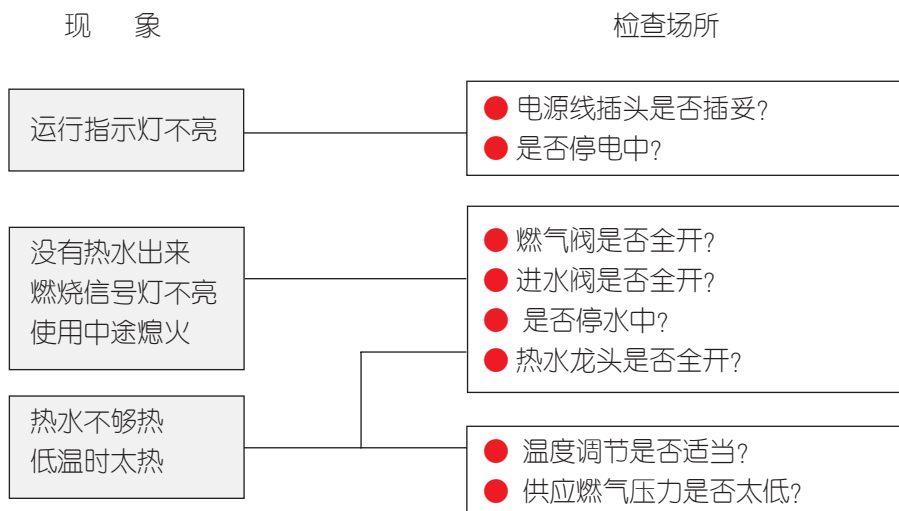 现 象
检查场所
运行指示灯不亮
电源线插头是否插妥?
是否停电中?
没有热水出来
燃烧信号灯不亮
使用中途熄火
燃气阀是否全开?
进水阀是否全开?
是否停水中?
热水龙头是否全开?
热水不够热
低温时太热
温度调节是否适当?
供应燃气压力是否太低?